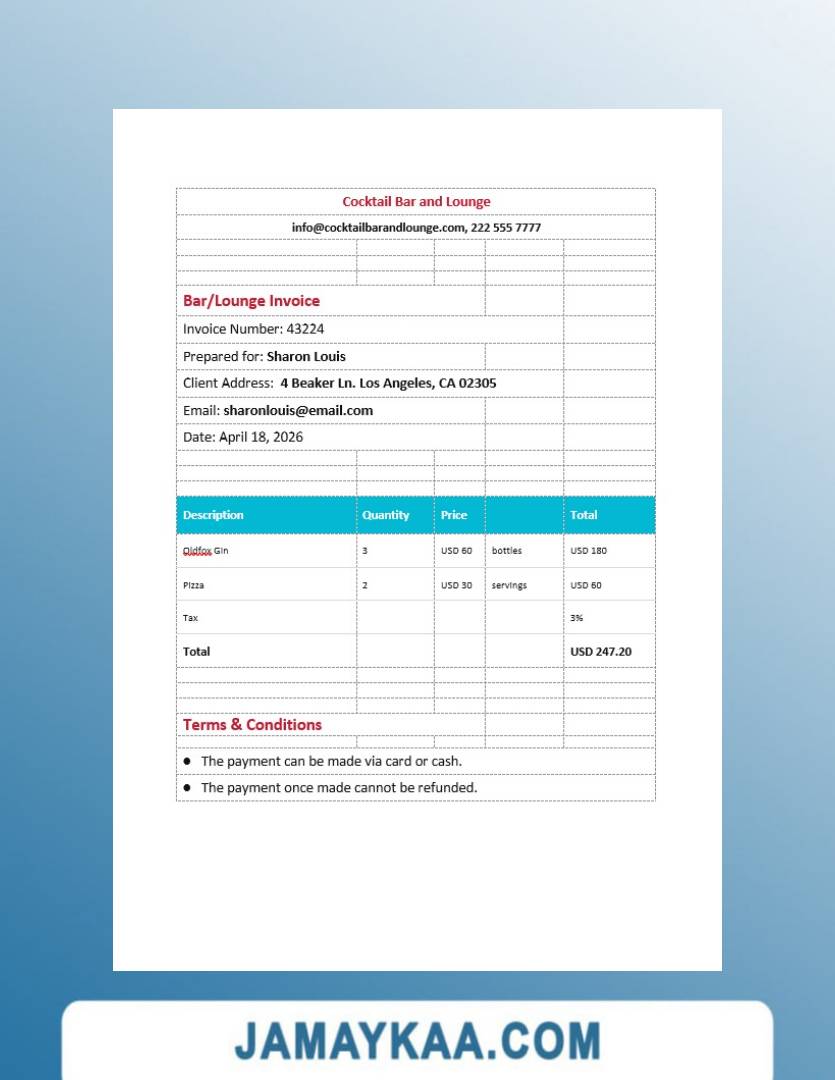 Cocktail Bar and Lounge
info@cocktailbarandlounge.com, 222 555 7777
Bar/Lounge Invoice
Invoice Number: 43224
Prepared for: Sharon Louis
Client Address: 4 Beaker Ln. Los Angeles, CA 02305
Email: sharonlouis@email.com
Date: April 18, 2026
Description Quantity Price Total
Oldfox Gin 3 USD 60 bottles USD 180
Pizza 2 USD 30 servings USD 60
Tax 3%
Total USD 247.20
Terms & Conditions
● The payment can be made via card or cash.
● The payment once made cannot be refunded.
JAMAYKAA.COM